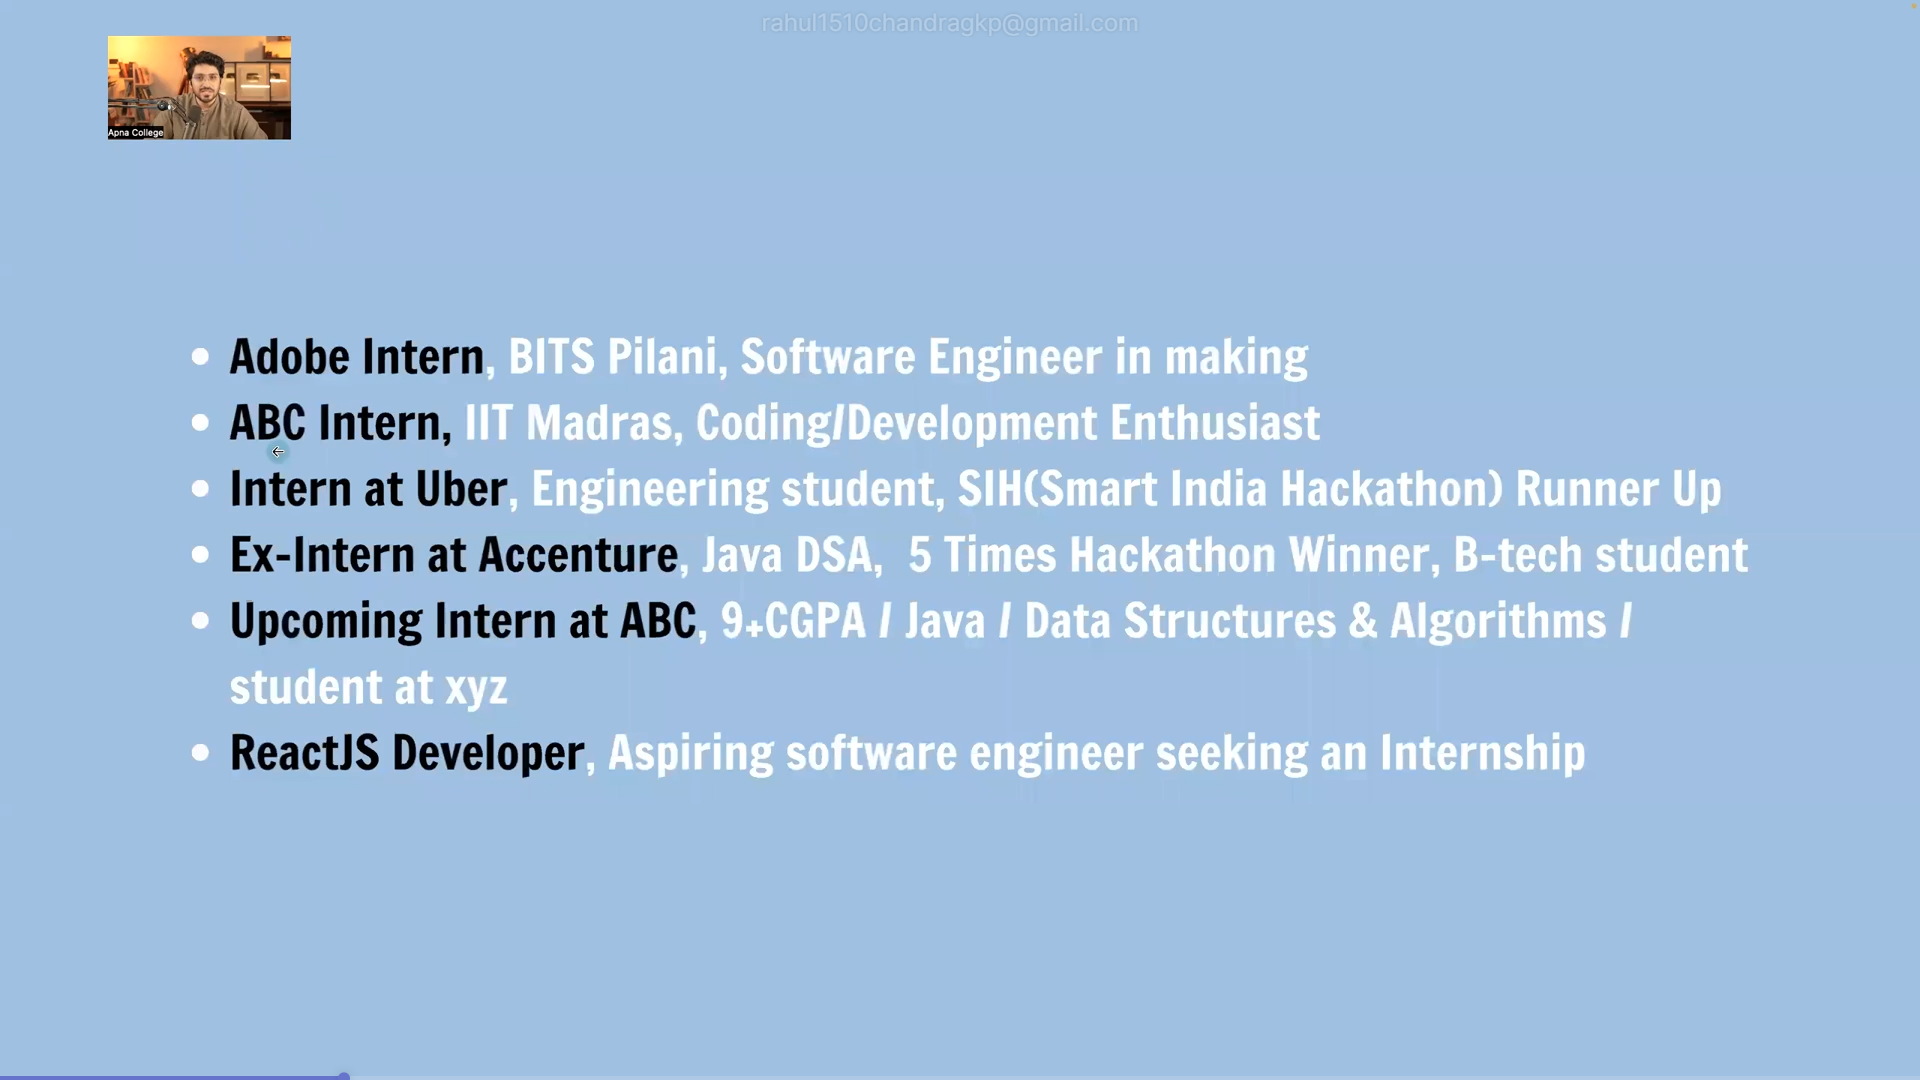 rahul1510chandragkp@gmail.com
Apna College
Adobe Intern, BITS Pilani, Software Engineer in making
ABC Intern, IIT Madras, Coding/Development Enthusiast
Intern at Uber, Engineering student, SIH(Smart India Hackathon) Runner Up
Ex-Intern at Accenture, Java DSA, 5 Times Hackathon Winner, B-tech student
Upcoming Intern at ABC, 9+CGPA / Java / Data Structures & Algorithms /
student at xyz
ReactJS Developer, Aspiring software engineer seeking an Internship